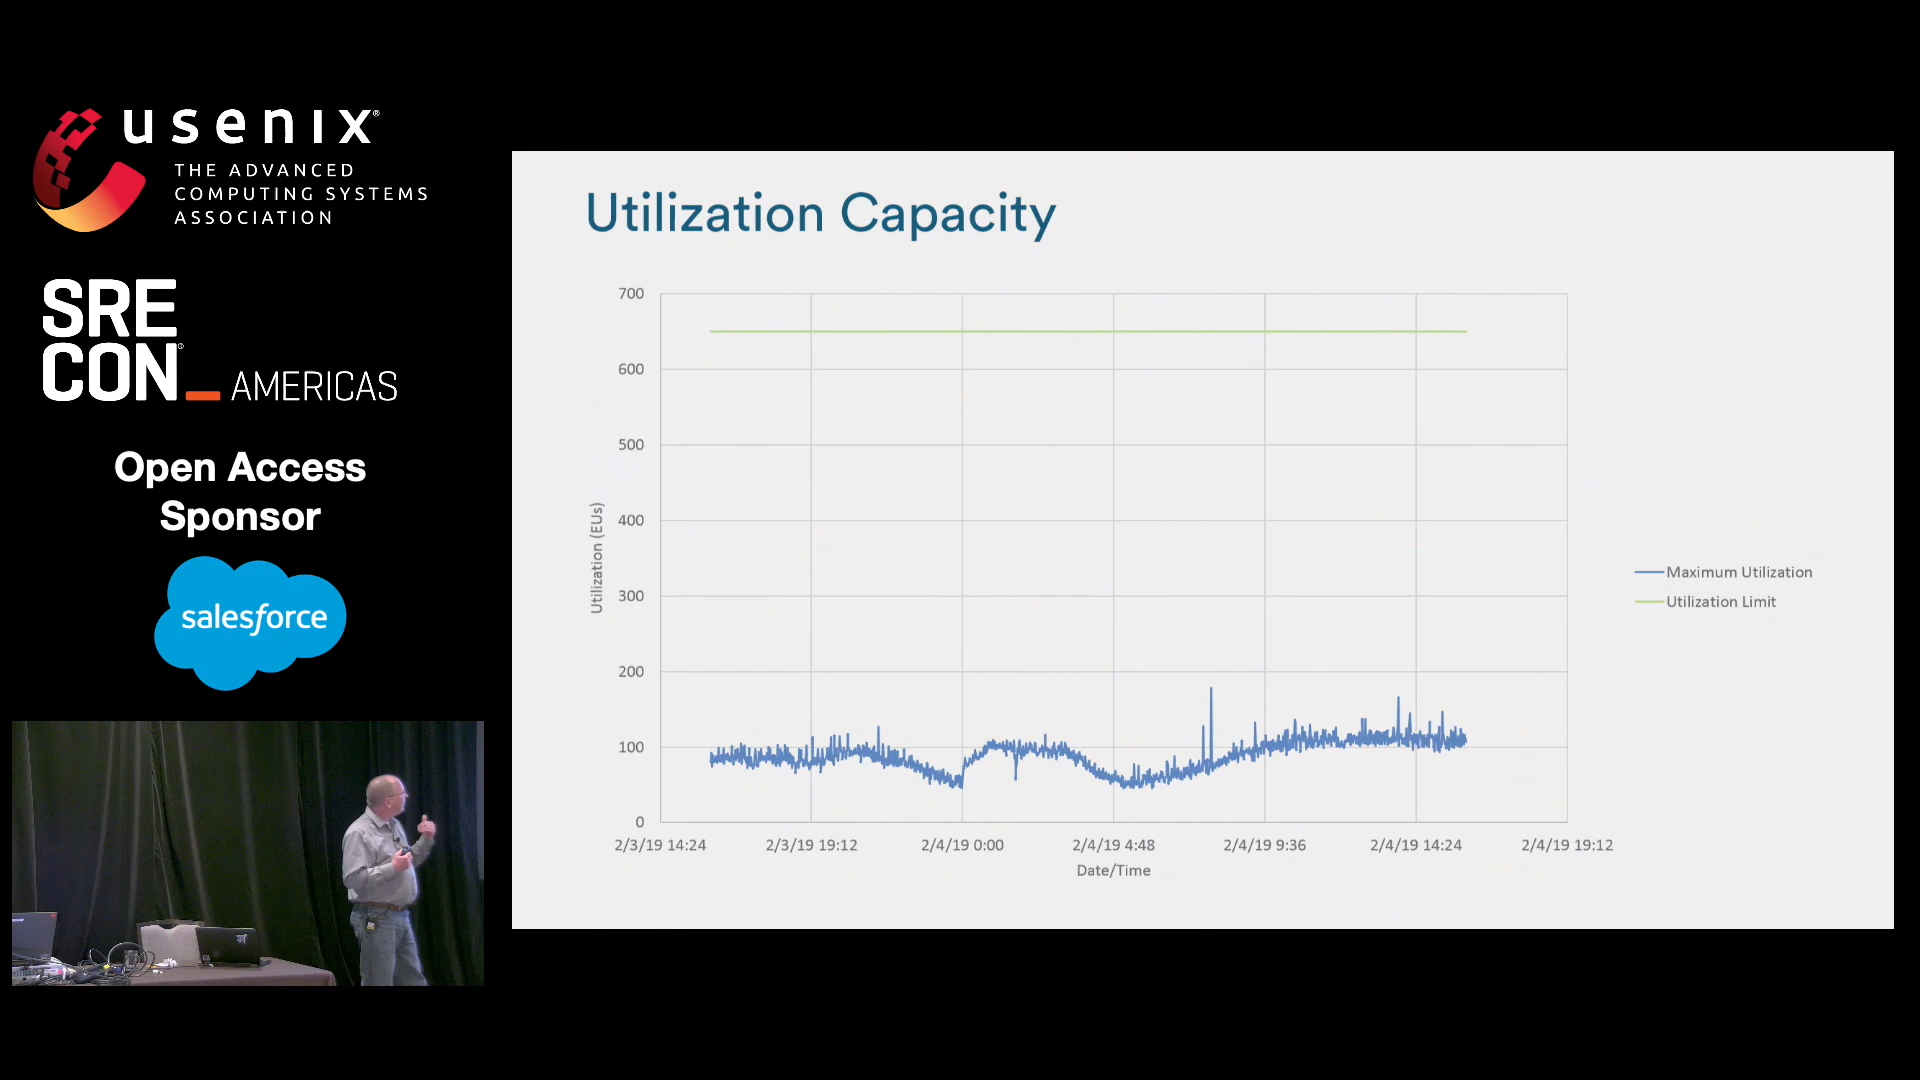 usenix®
THE ADVANCED
COMPUTING SYSTEMS
ASSOCIATION
SRE
CON®_AMERICAS
Open Access
Sponsor
salesforce
Utilization Capacity
700
600
500
400
300
200
100
0
Utilization (EUs)
2/3/19 14:24
2/3/19 19:12
2/4/19 0:00
2/4/19 4:48
2/4/19 9:36
2/4/19 14:24
2/4/19 19:12
Date/Time
Maximum Utilization
Utilization Limit